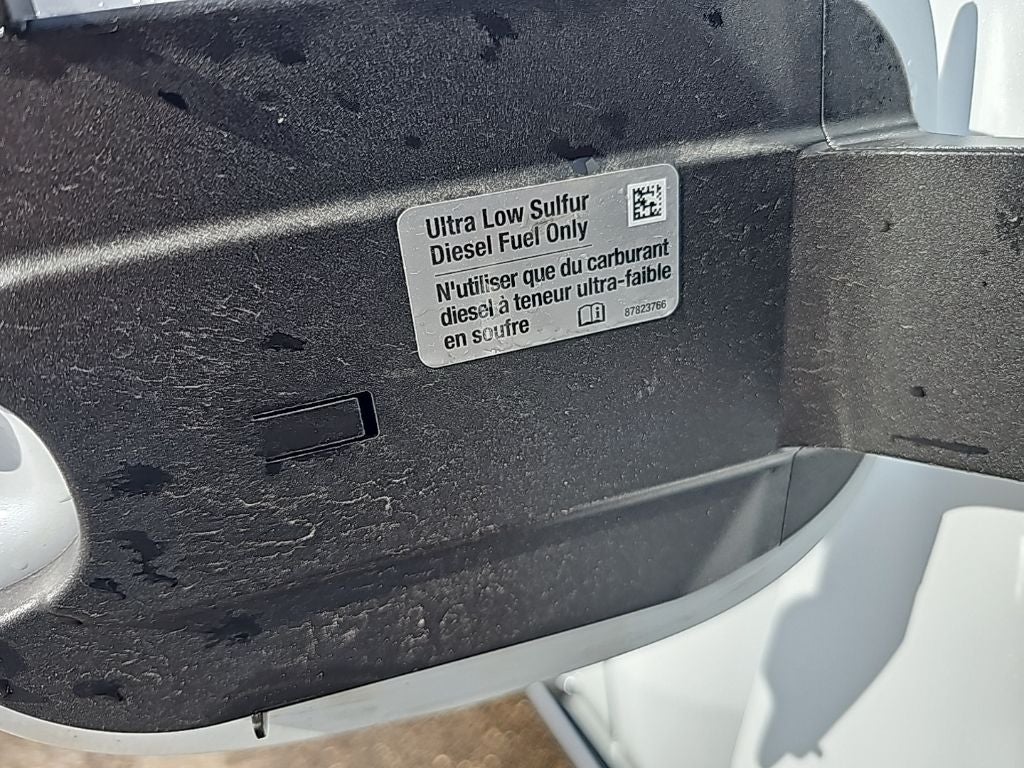 Ultra Low Sulfur
Diesel Fuel Only
N'utiliser que du carburant
diesel à teneur ultra-faible
en soufre
87823766